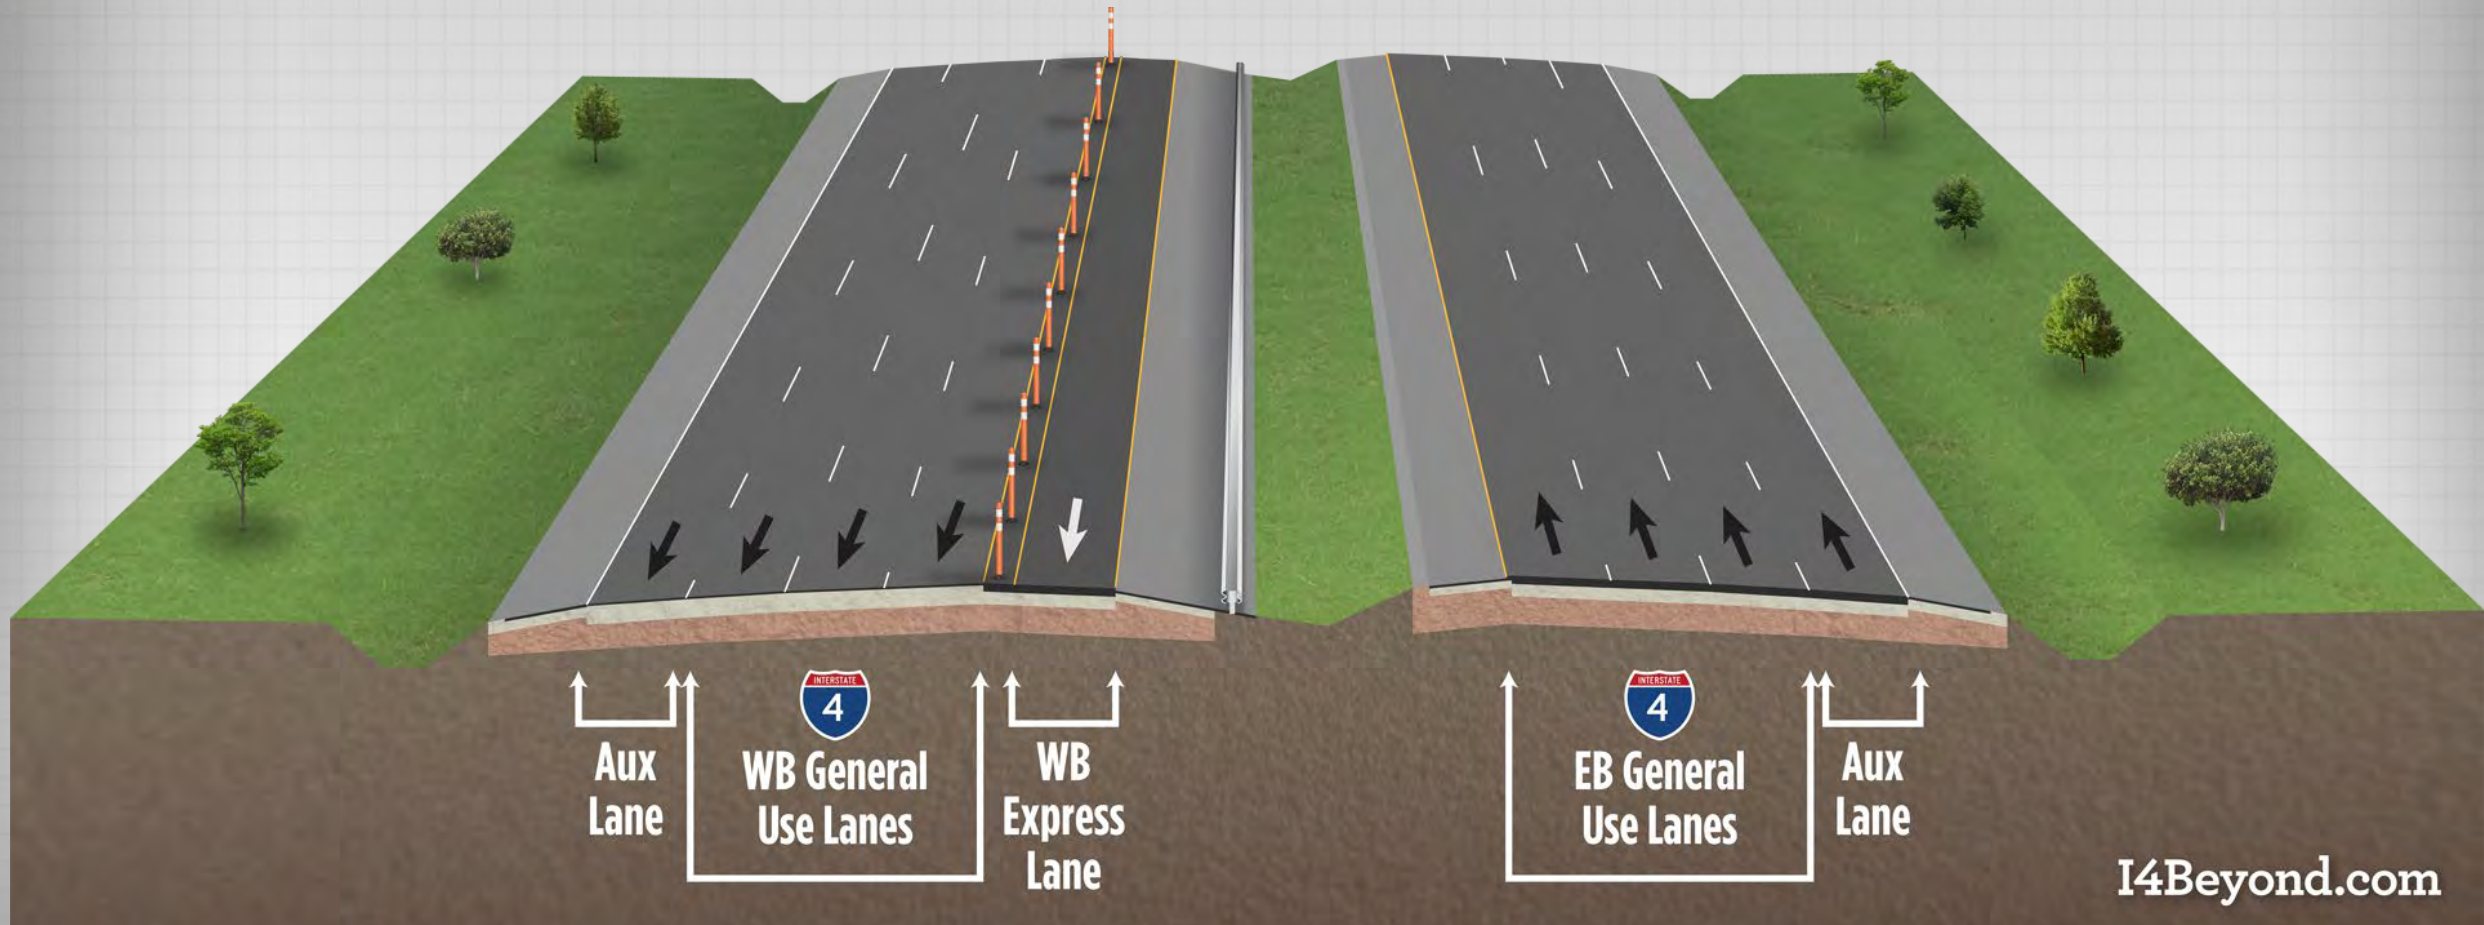 INTERSTATE
4
Aux
Lane
WB General
Use Lanes
WB
Express
Lane
INTERSTATE
4
EB General
Use Lanes
Aux
Lane
I4Beyond.com